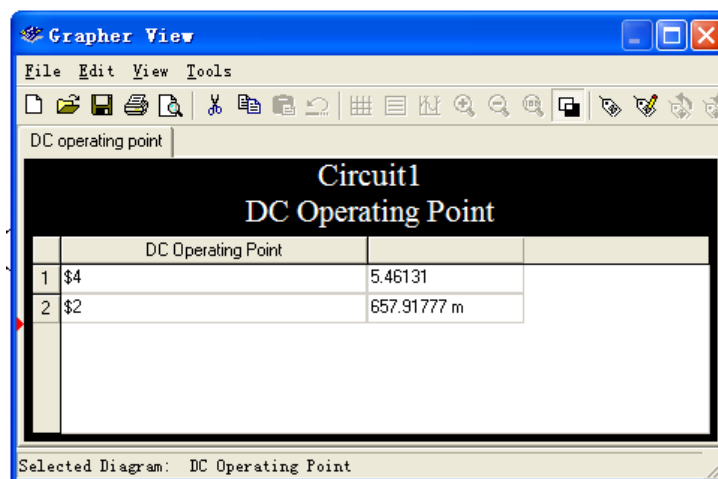 Grapher View
File Edit View Tools
DC operating point
Circuit1
DC Operating Point
DC Operating Point
1 $4 5.46131
2 $2 657.91777 m
Selected Diagram: DC Operating Point